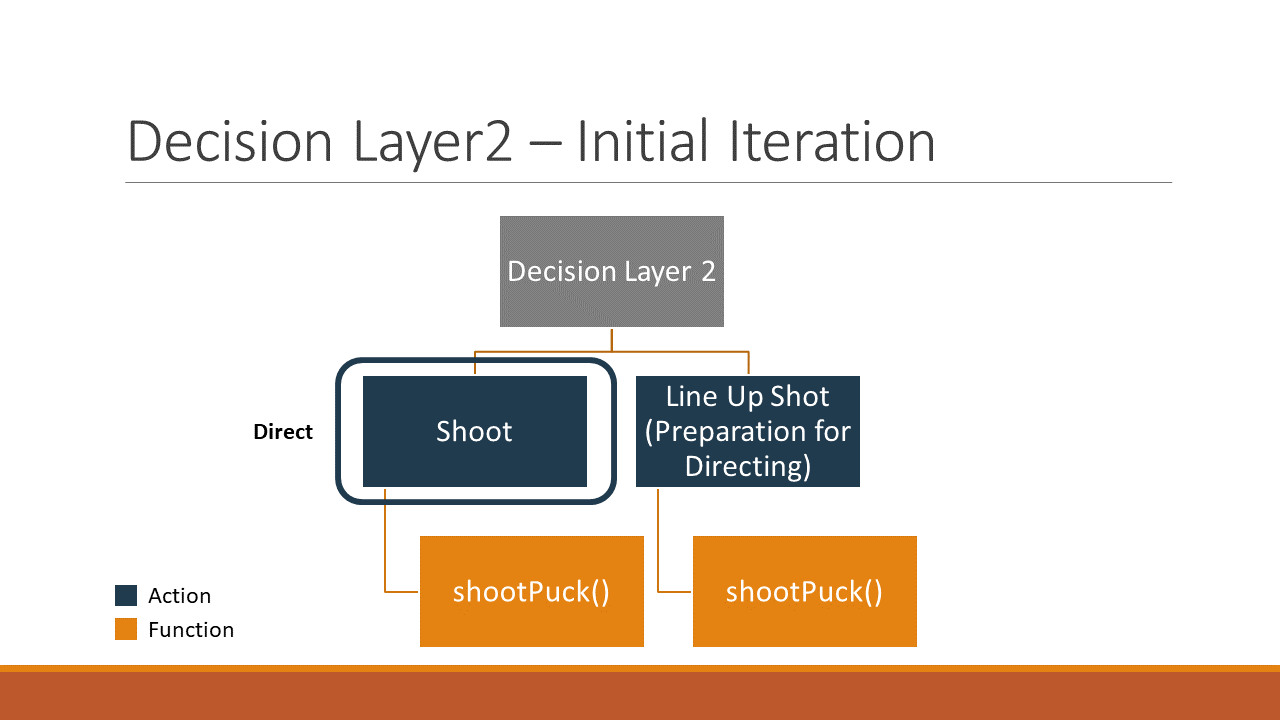 Decision Layer2 – Initial Iteration
Decision Layer 2
Direct
Shoot
Line Up Shot
(Preparation for
Directing)
shootPuck()
shootPuck()
Action
Function